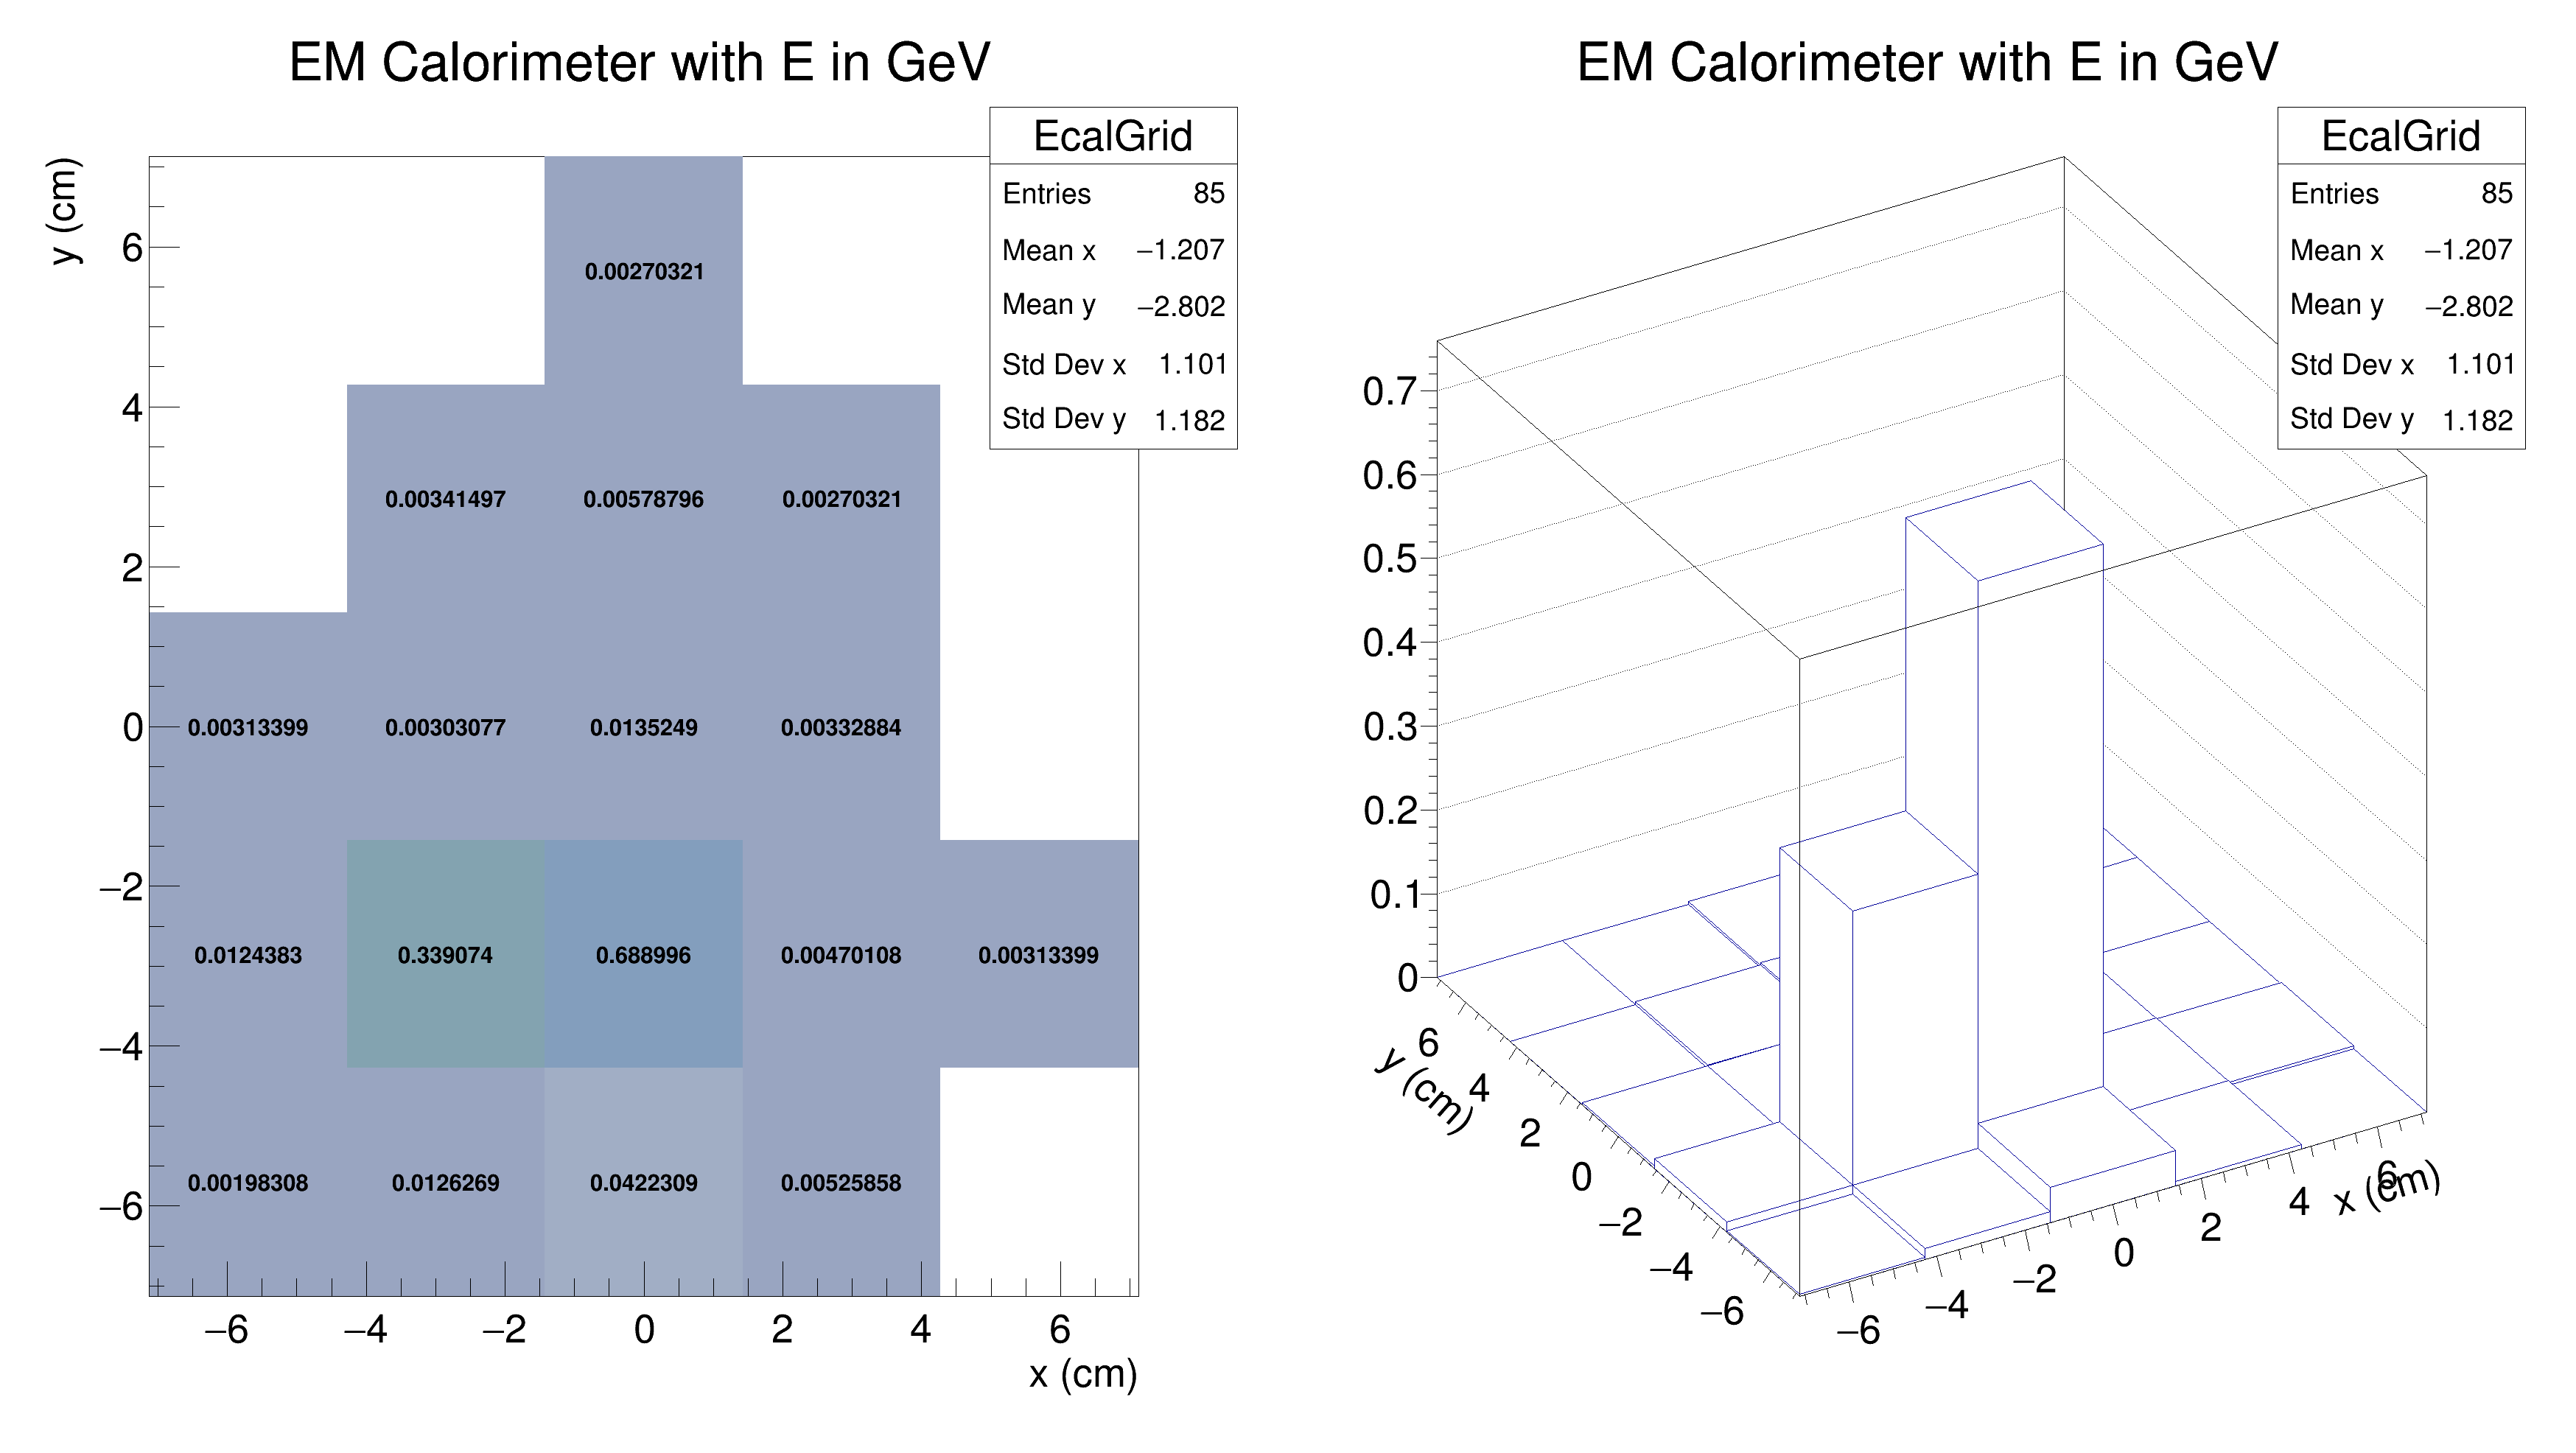 EM Calorimeter with E in GeV
EcalGrid
Entries 85
Mean x −1.207
Mean y −2.802
Std Dev x 1.101
Std Dev y 1.182
y (cm)
6
4
2
0
−2
−4
−6
0.00270321
0.00341497 0.00578796 0.00270321
0.00313399 0.00303077 0.0135249 0.00332884
0.0124383 0.339074 0.688996 0.00470108 0.00313399
0.00198308 0.0126269 0.0422309 0.00525858
−6 −4 −2 0 2 4 6
x (cm)
EM Calorimeter with E in GeV
EcalGrid
Entries 85
Mean x −1.207
Mean y −2.802
Std Dev x 1.101
Std Dev y 1.182
0.7
0.6
0.5
0.4
0.3
0.2
0.1
0
y (cm)
6
4
2
0
−2
−4
−6
−6 −4 −2 0 2 4 6
x (cm)